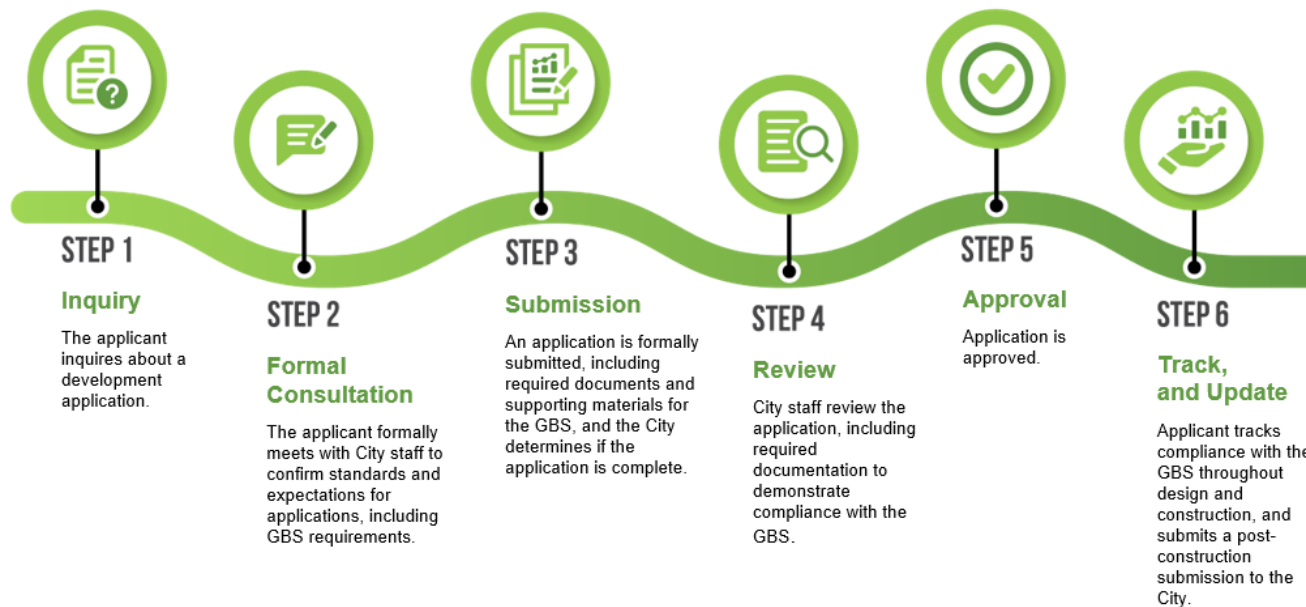 STEP 1
Inquiry
The applicant
inquires about a
development
application.
STEP 2
Formal
Consultation
The applicant formally
meets with City staff to
confirm standards and
expectations for
applications, including
GBS requirements.
STEP 3
Submission
An application is formally
submitted, including
required documents and
supporting materials for
the GBS, and the City
determines if the
application is complete.
STEP 4
Review
City staff review the
application, including
required
documentation to
demonstrate
compliance with the
GBS.
STEP 5
Approval
Application is
approved.
STEP 6
Track,
and Update
Applicant tracks
compliance with the
GBS throughout
design and
construction, and
submits a post-
construction
submission to the
City.